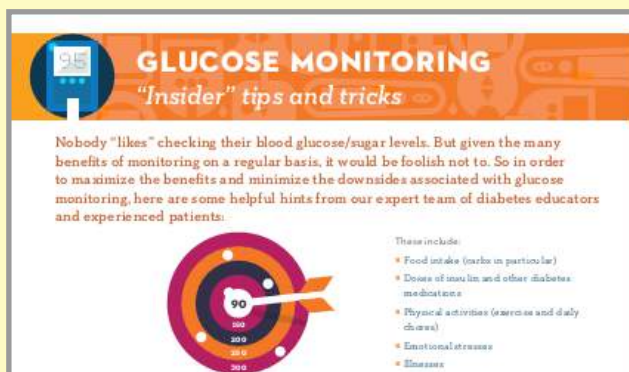 95
GLUCOSE MONITORING
“Insider” tips and tricks
Nobody “likes” checking their blood glucose/sugar levels. But given the many
benefits of monitoring on a regular basis, it would be foolish not to. So in order
to maximize the benefits and minimize the downsides associated with glucose
monitoring, here are some helpful hints from our expert team of diabetes educators
and experienced patients:
90
150
200
250
300
These include:
Food intake (carbs in particular)
Doses of insulin and other diabetes
medications
Physical activities (exercise and daily
chores)
Emotional stresses
Illnesses